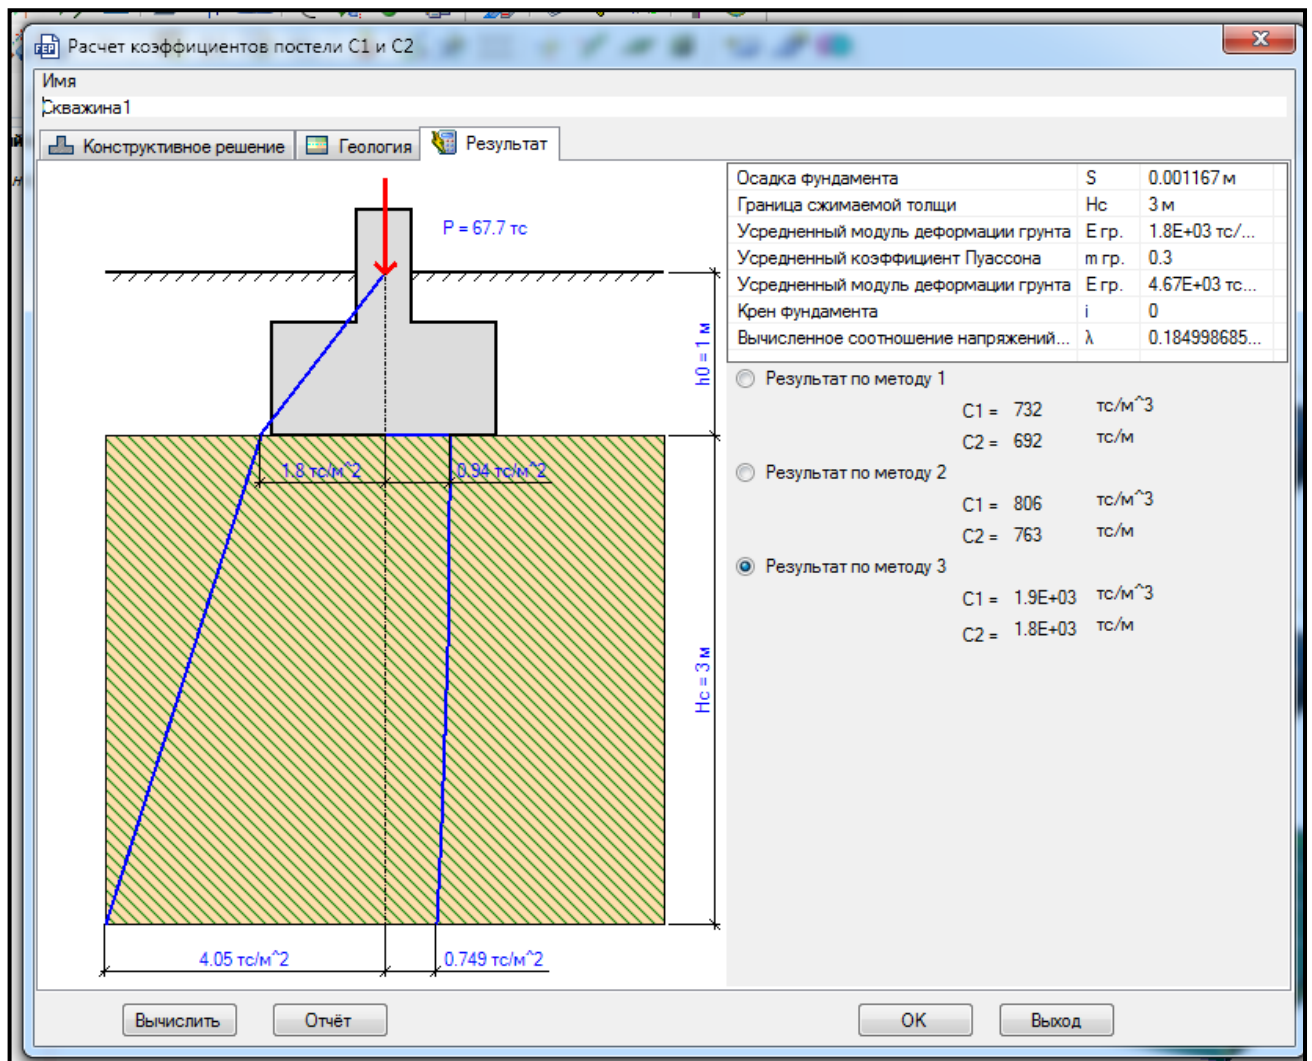 Расчет коэффициентов постели C1 и C2
Имя
Скважина1
Конструктивное решение
Геология
Результат
P = 67.7 тс
h0 = 1 м
1.8 тс/м^2
0.94 тс/м^2
Hc = 3 м
4.05 тс/м^2
0.749 тс/м^2
Осадка фундамента S 0.001167 м
Граница сжимаемой толщи Hc 3 м
Усредненный модуль деформации грунта E гр. 1.8E+03 тс/...
Усредненный коэффициент Пуассона m гр. 0.3
Усредненный модуль деформации грунта E гр. 4.67E+03 тс...
Крен фундамента i 0
Вычисленное соотношение напряжений... λ 0.184998685...
Результат по методу 1
C1 = 732 тс/м^3
C2 = 692 тс/м
Результат по методу 2
C1 = 806 тс/м^3
C2 = 763 тс/м
Результат по методу 3
C1 = 1.9E+03 тс/м^3
C2 = 1.8E+03 тс/м
Вычислить
Отчёт
OK
Выход